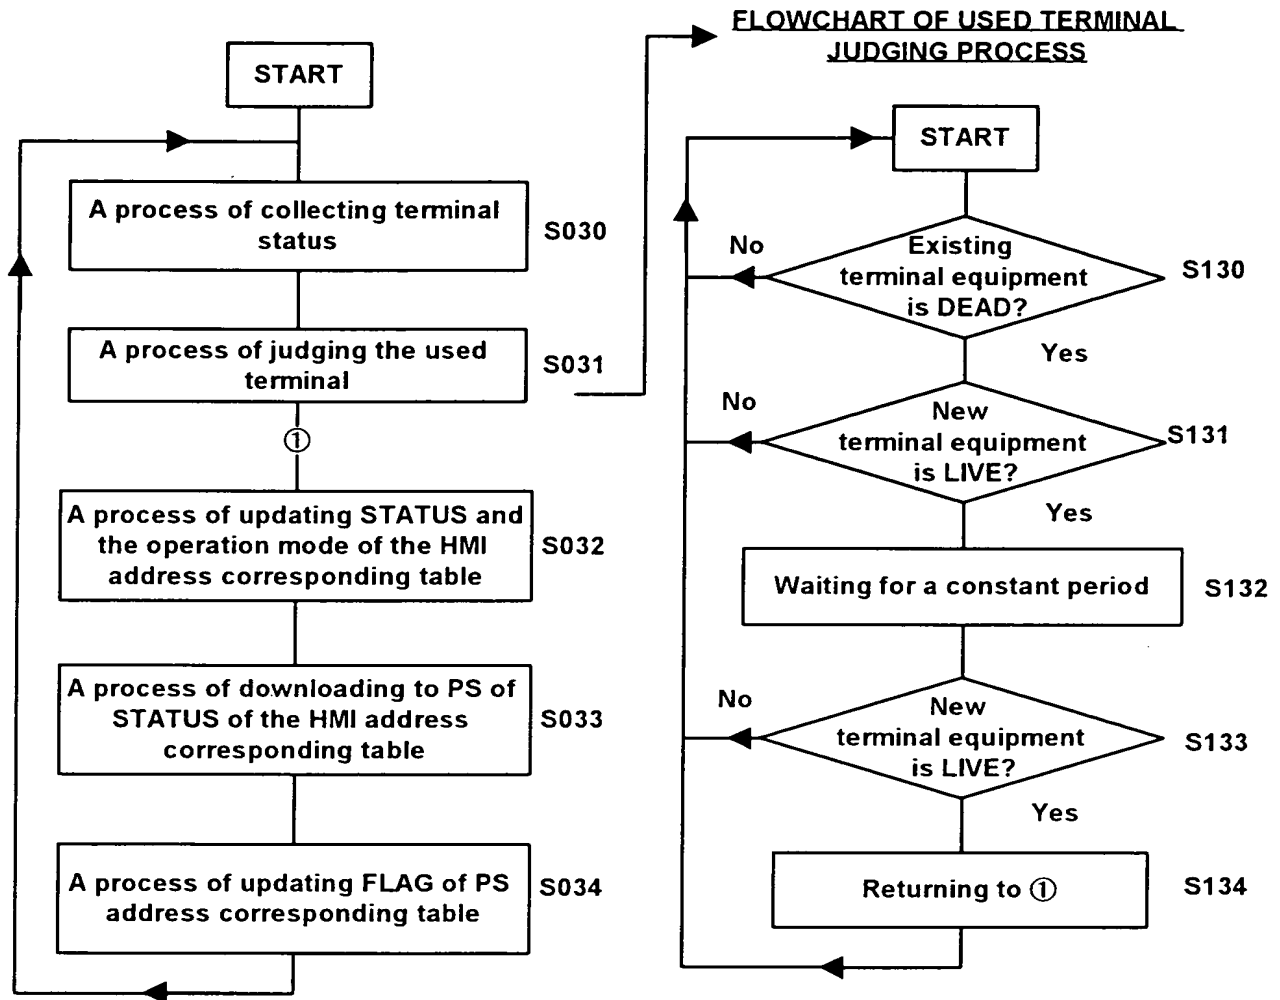 START
A process of collecting terminal
status
S030
A process of judging the used
terminal
S031
①
A process of updating STATUS and
the operation mode of the HMI
address corresponding table
S032
A process of downloading to PS of
STATUS of the HMI address
corresponding table
S033
A process of updating FLAG of PS
address corresponding table
S034
FLOWCHART OF USED TERMINAL
JUDGING PROCESS
START
No
Existing
terminal equipment
is DEAD?
S130
Yes
No
New
terminal equipment
is LIVE?
S131
Yes
Waiting for a constant period
S132
No
New
terminal equipment
is LIVE?
S133
Yes
Returning to ①
S134